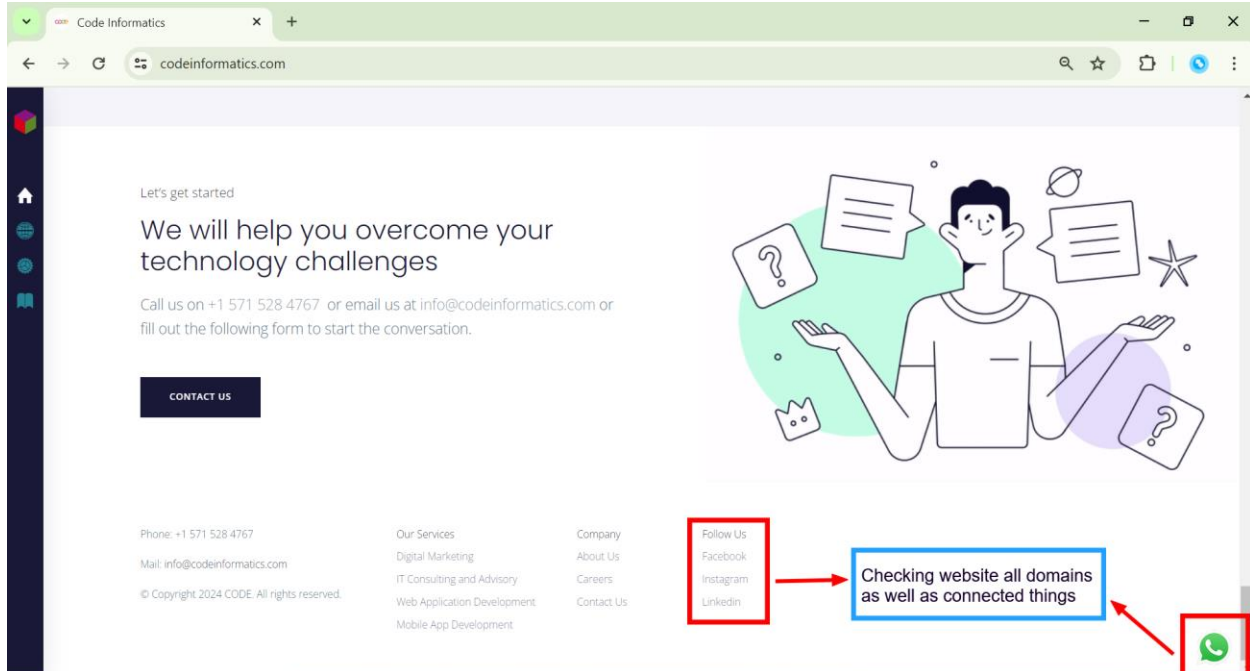 Code Informatics
codeinformatics.com
Let's get started
We will help you overcome your
technology challenges
Call us on +1 571 528 4767 or email us at info@codeinformatics.com or
fill out the following form to start the conversation.
CONTACT US
Phone: +1 571 528 4767
Mail: info@codeinformatics.com
© Copyright 2024 CODE. All rights reserved.
Our Services
Digital Marketing
IT Consulting and Advisory
Web Application Development
Mobile App Development
Company
About Us
Careers
Contact Us
Follow Us
Facebook
Instagram
Linkedin
Checking website all domains
as well as connected things